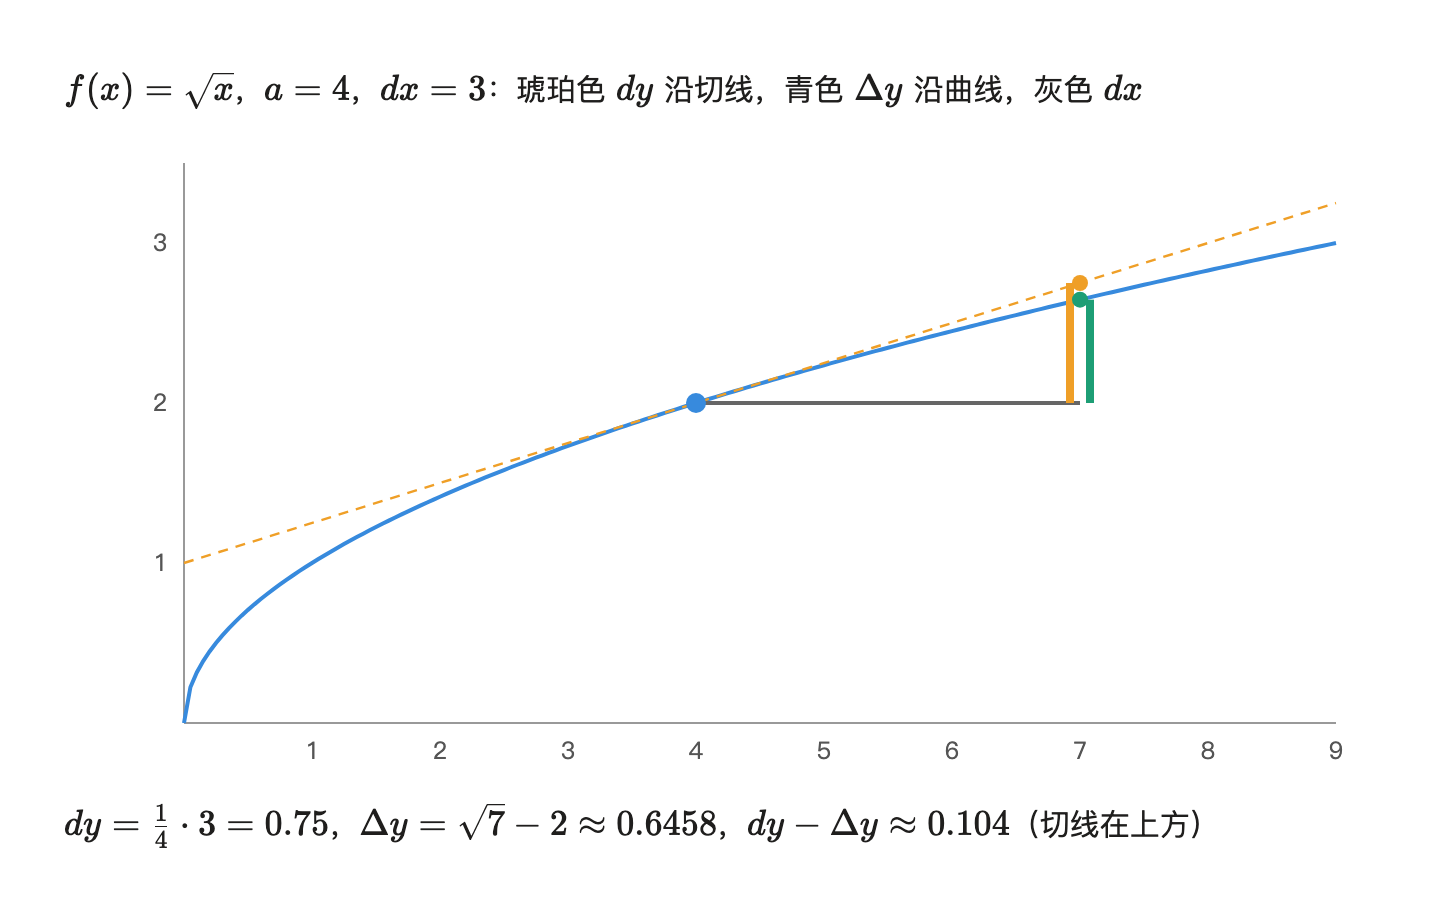 f(x) = √x, a = 4, dx = 3：琥珀色 dy 沿切线，青色 Δy 沿曲线，灰色 dx
3
2
1
1 2 3 4 5 6 7 8 9
dy = 1/4 · 3 = 0.75, Δy = √7 − 2 ≈ 0.6458, dy − Δy ≈ 0.104（切线在上方）